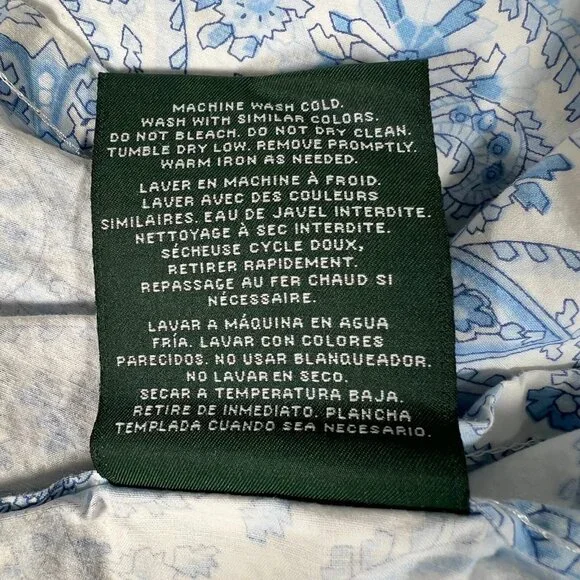 MACHINE WASH COLD.
WASH WITH SIMILAR COLORS.
DO NOT BLEACH. DO NOT DRY CLEAN.
TUMBLE DRY LOW. REMOVE PROMPTLY.
WARM IRON AS NEEDED.
LAVER EN MACHINE À FROID.
LAVER AVEC DES COULEURS
SIMILAIRES. EAU DE JAVEL INTERDITE.
NETTOYAGE À SEC INTERDITE.
SÉCHEUSE CYCLE DOUX,
RETIRER RAPIDEMENT.
REPASSAGE AU FER CHAUD SI
NÉCESSAIRE.
LAVAR A MÁQUINA EN AGUA
FRÍA. LAVAR CON COLORES
PARECIDOS. NO USAR BLANQUEADOR.
NO LAVAR EN SECO.
SECAR A TEMPERATURA BAJA.
RETIRE DE INMEDIATO. PLANCHA
TEMPLADA CUANDO SEA NECESARIO.